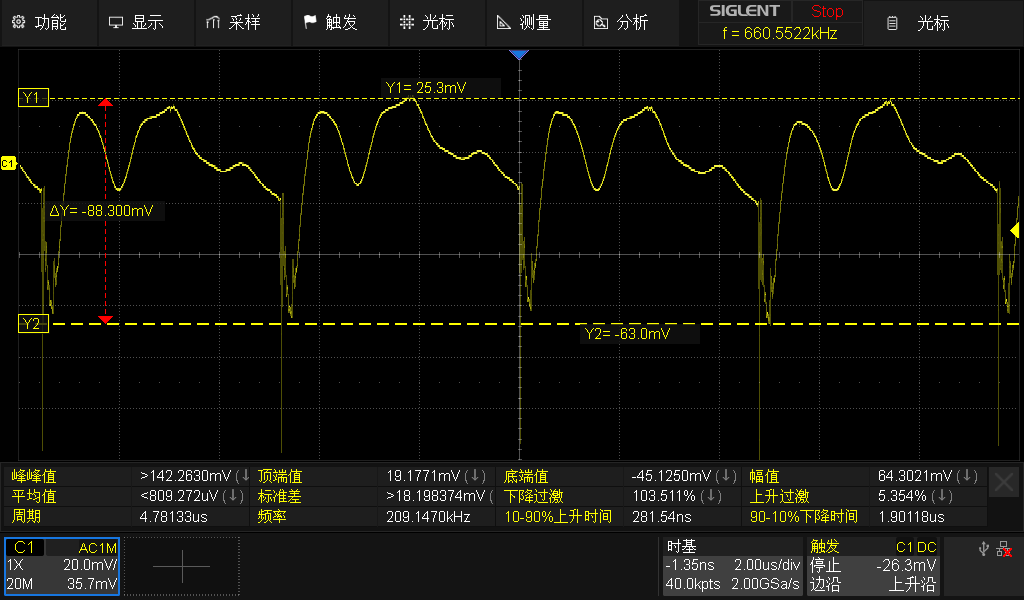 功能 显示 采样 触发 光标 测量 分析 SIGLENT Stop 光标
f = 660.5522kHz
Y1= 25.3mV
Y1
C1
ΔY= -88.300mV
Y2
Y2= -63.0mV
峰峰值 >142.2630mV(↓ 顶端值 19.1771mV(↓) 底端值 -45.1250mV(↓) 幅值 64.3021mV(↓)
平均值 <809.272uV(↓) 标准差 >18.198374mV( 下降过激 103.511%(↓) 上升过激 5.354%(↓)
周期 4.78133us 频率 209.1470kHz 10-90%上升时间 281.54ns 90-10%下降时间 1.90118us
C1 AC1M 时基 触发 C1 DC
1X 20.0mV/ -1.35ns 2.00us/div 停止 -26.3mV
20M 35.7mV 40.0kpts 2.00GSa/s 边沿 上升沿